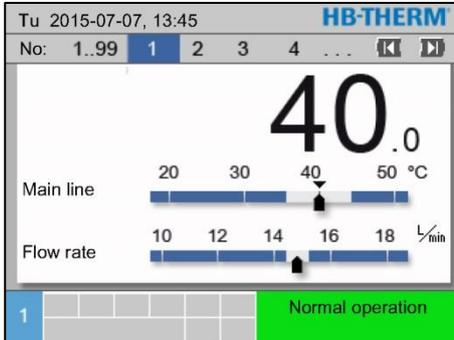 Tu 2015-07-07, 13:45 HB-THERM
No: 1..99 1 2 3 4 ...
40.0
20 30 40 50 °C
Main line
10 12 14 16 18 L/min
Flow rate
1 Normal operation